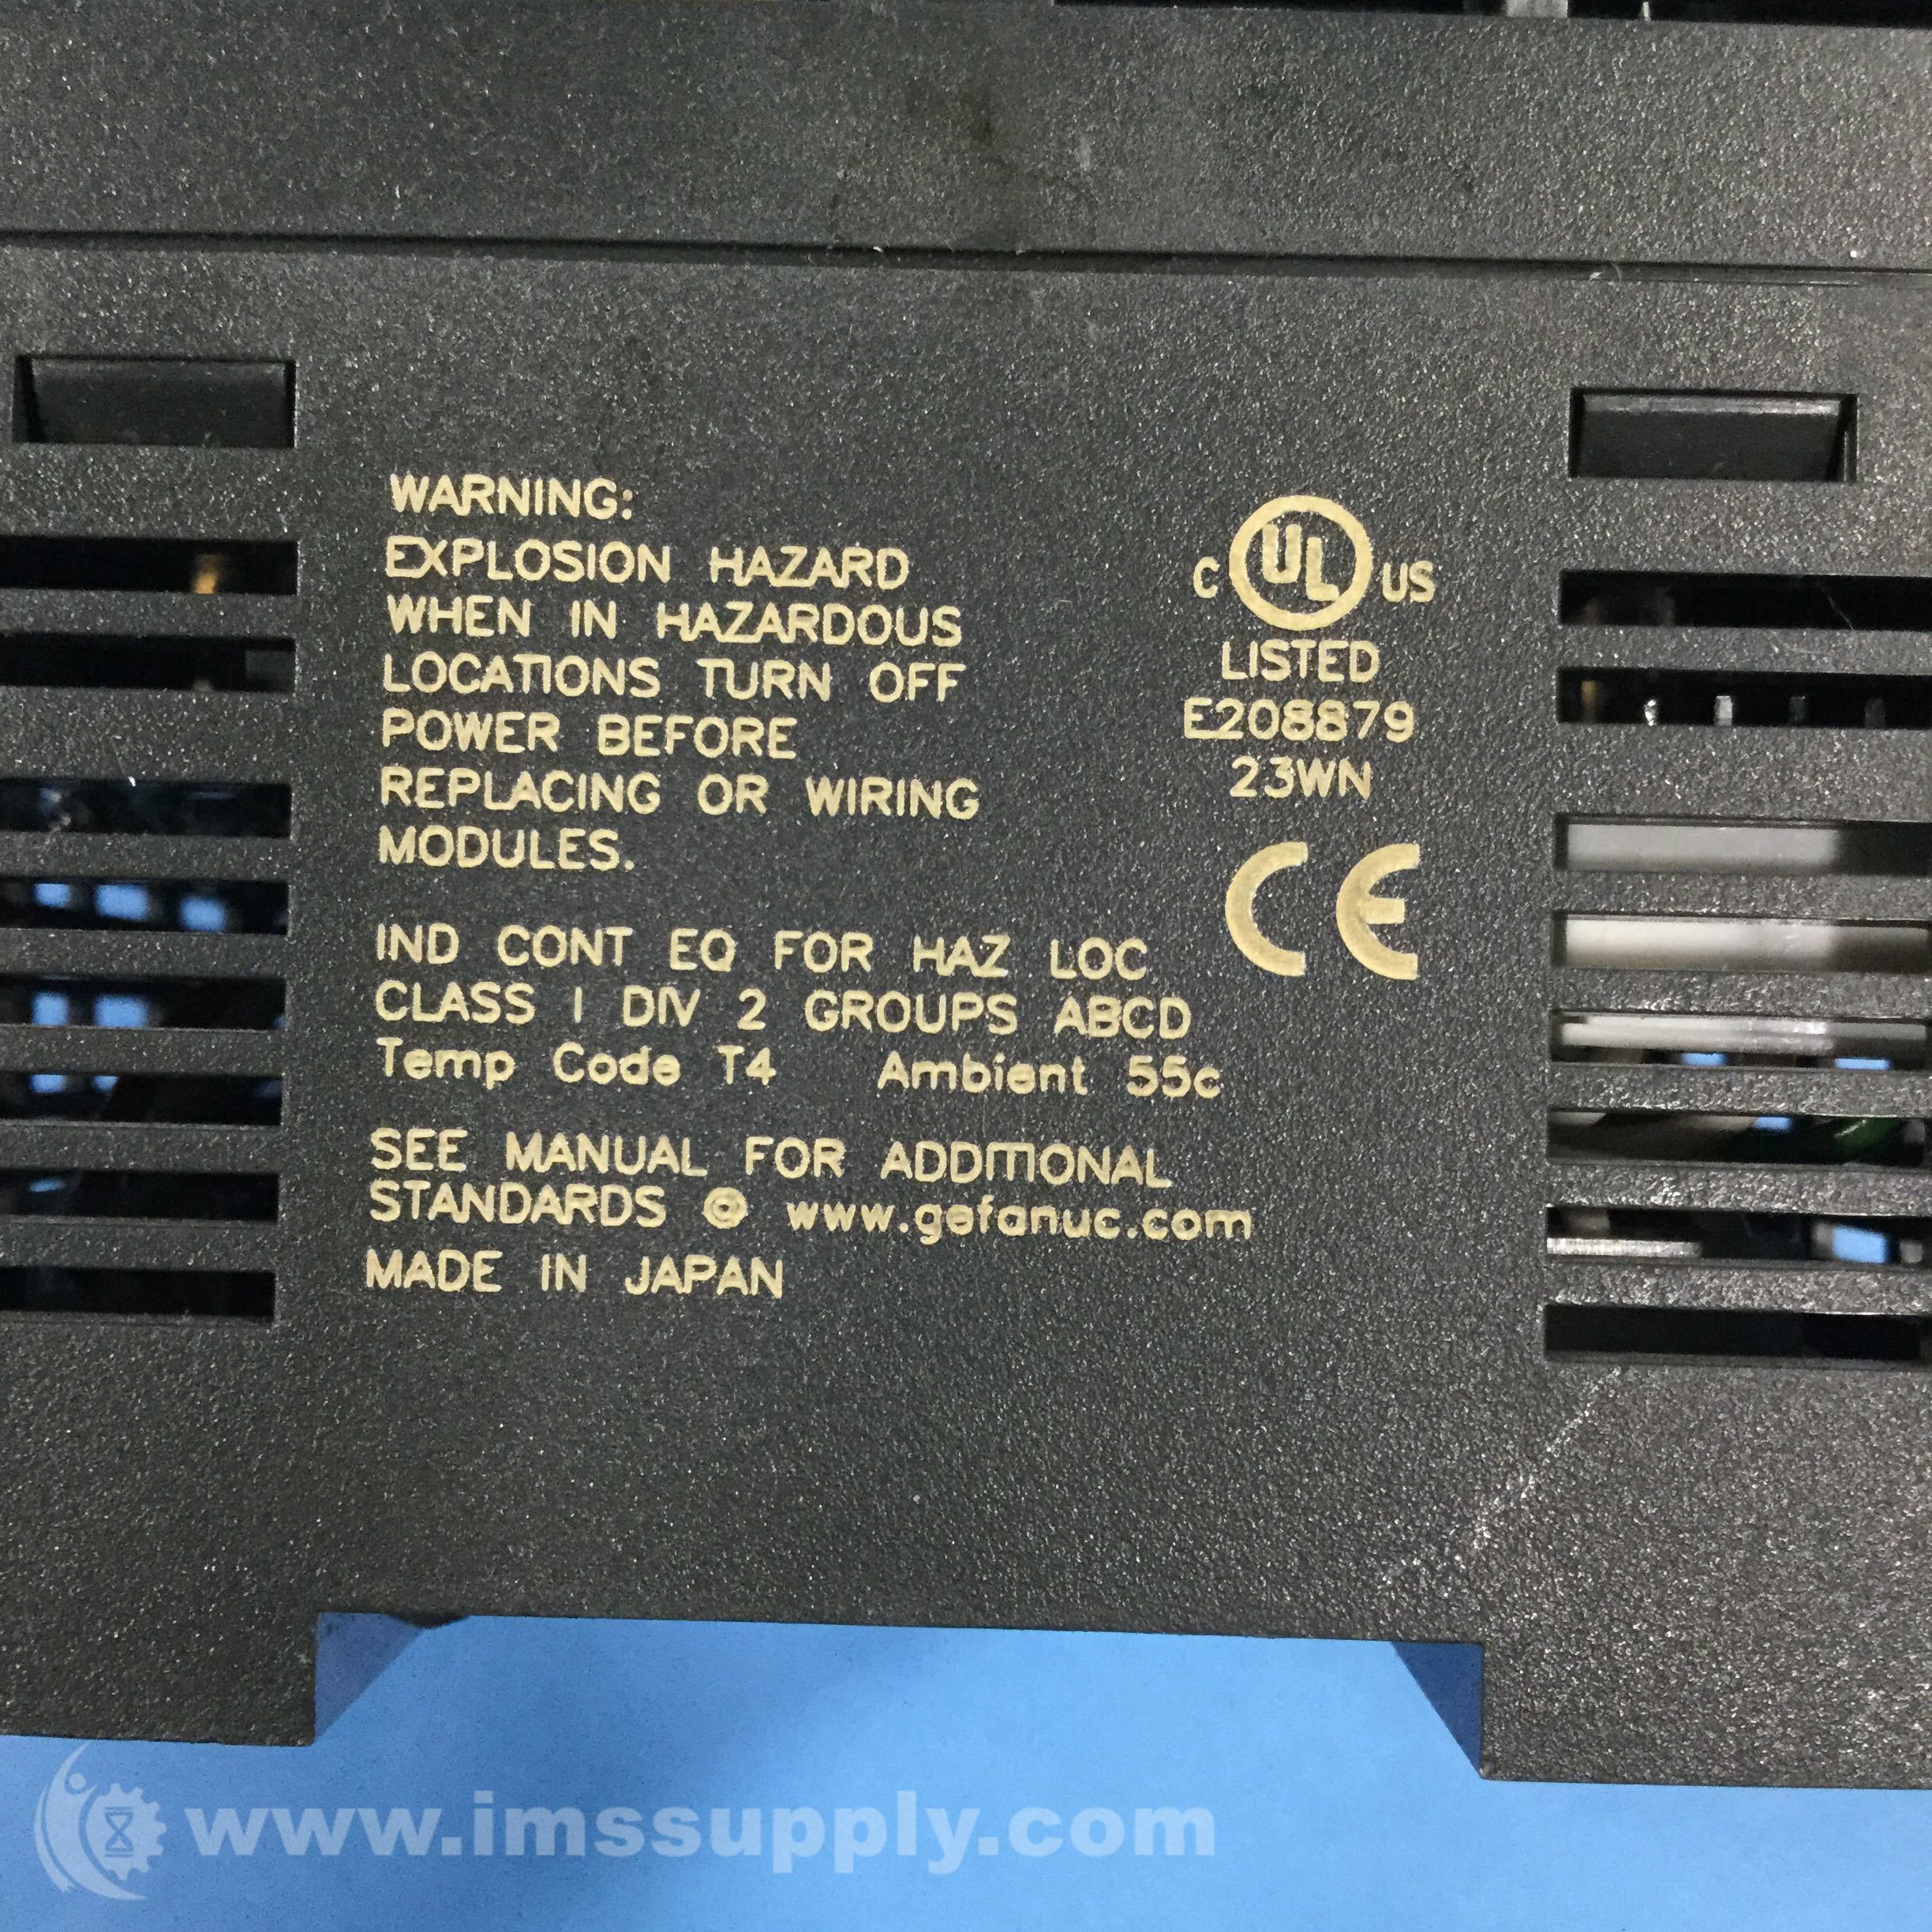 WARNING:
EXPLOSION HAZARD
WHEN IN HAZARDOUS
LOCATIONS TURN OFF
POWER BEFORE
REPLACING OR WIRING
MODULES.
IND CONT EQ FOR HAZ LOC
CLASS I DIV 2 GROUPS ABCD
Temp Code T4 Ambient 55c
SEE MANUAL FOR ADDITIONAL
STANDARDS @ www.gefanuc.com
MADE IN JAPAN
C UL US
LISTED
E208879
23WN
CE
www.imssupply.com